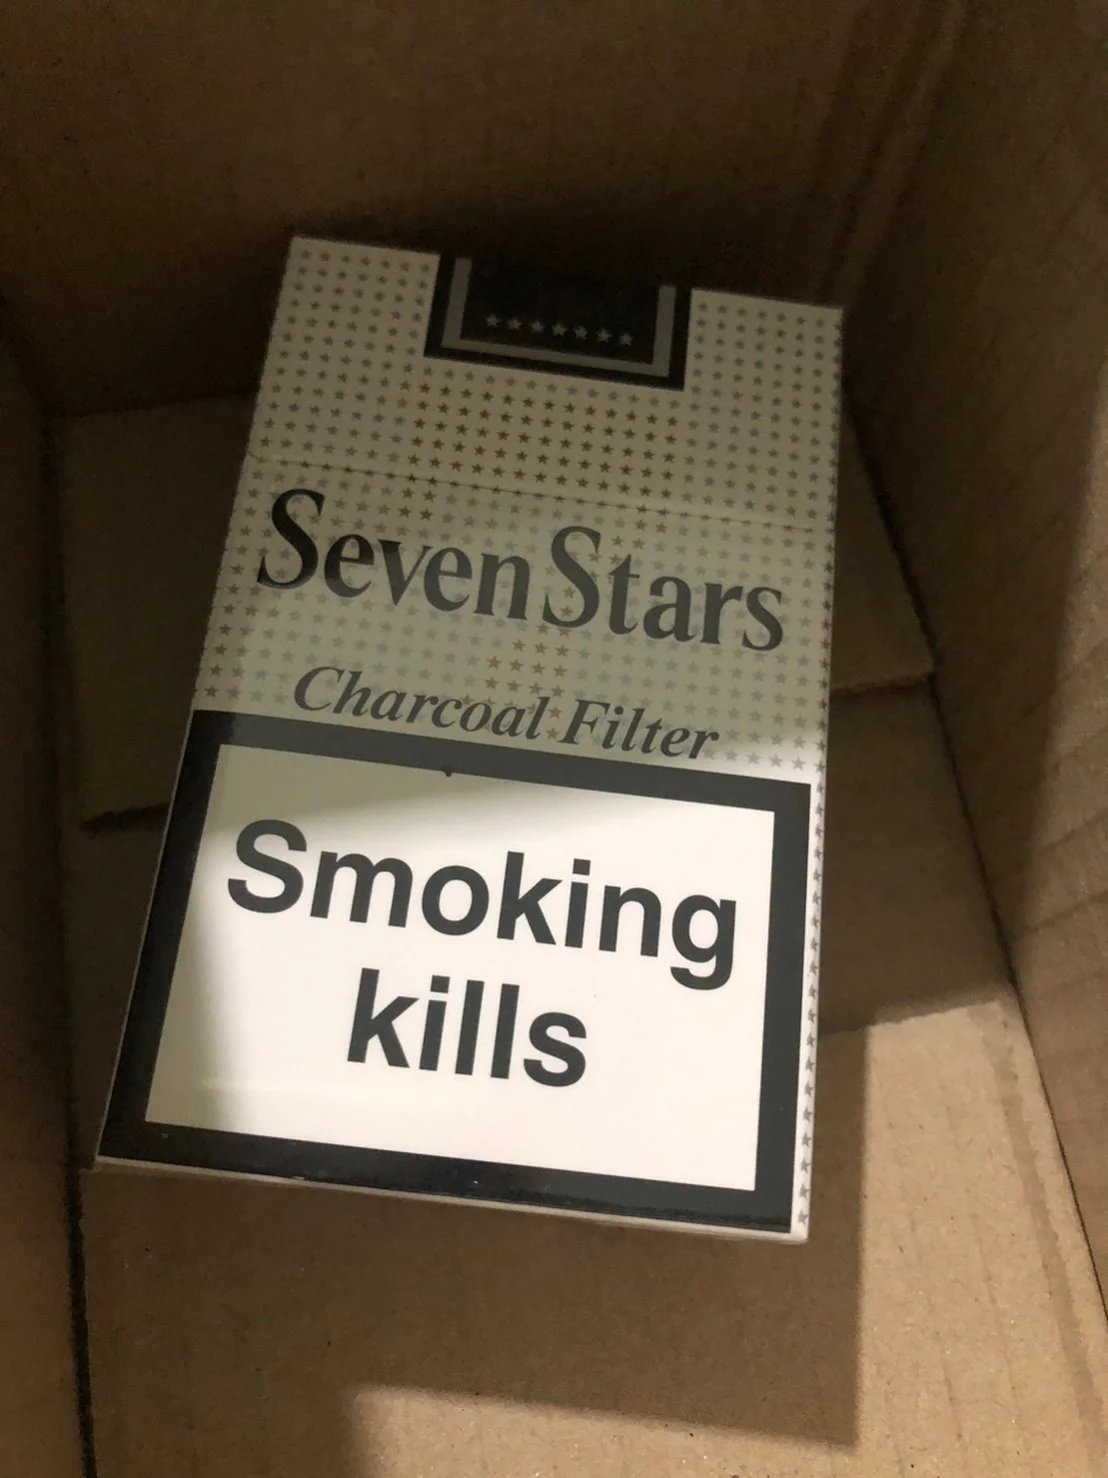 Seven Stars
Charcoal Filter
Smoking
kills